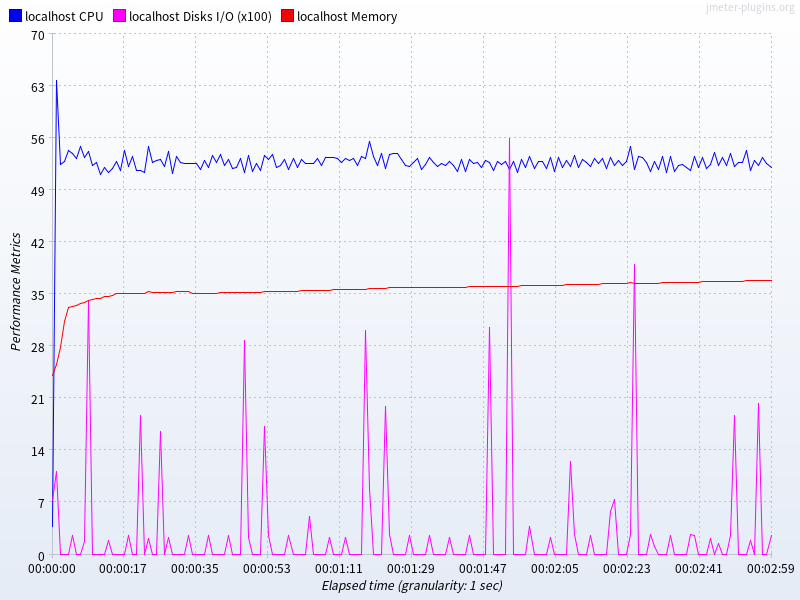 jmeter-plugins.org
localhost CPU localhost Disks I/O (x100) localhost Memory
70
63
56
49
42
35
28
21
14
7
0
Performance Metrics
00:00:00 00:00:17 00:00:35 00:00:53 00:01:11 00:01:29 00:01:47 00:02:05 00:02:23 00:02:41 00:02:59
Elapsed time (granularity: 1 sec)